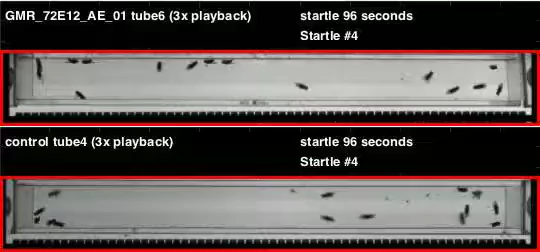 GMR_72E12_AE_01 tube6 (3x playback)
startle 96 seconds
Startle #4
control tube4 (3x playback)
startle 96 seconds
Startle #4